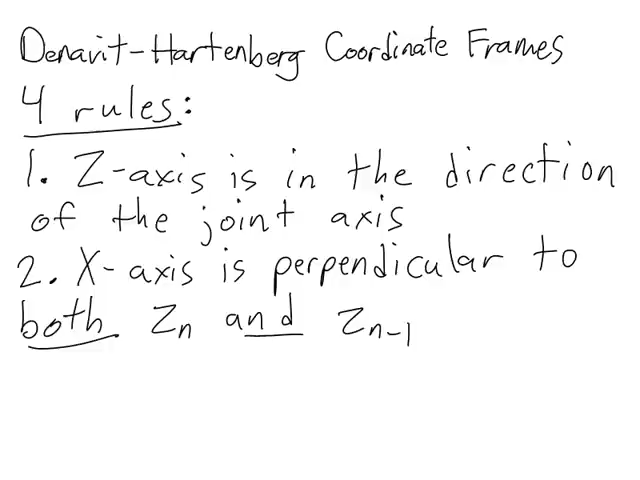 Denavit-Hartenberg Coordinate Frames
4 rules:
1. Z-axis is in the direction
of the joint axis
2. X-axis is perpendicular to
both Zn and Zn-1